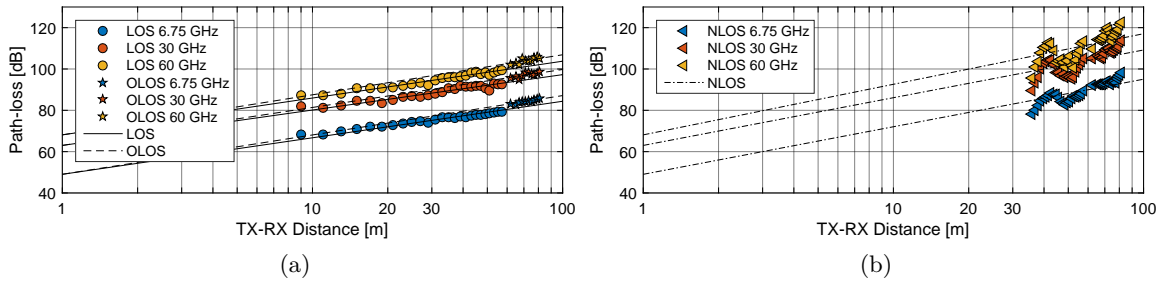 120
100
80
60
40
Path-loss [dB]
LOS 6.75 GHz
LOS 30 GHz
LOS 60 GHz
OLOS 6.75 GHz
OLOS 30 GHz
OLOS 60 GHz
LOS
OLOS
1 10 20 30 100
TX-RX Distance [m]
(a)
120
100
80
60
40
Path-loss [dB]
NLOS 6.75 GHz
NLOS 30 GHz
NLOS 60 GHz
NLOS
1 10 20 30 100
TX-RX Distance [m]
(b)